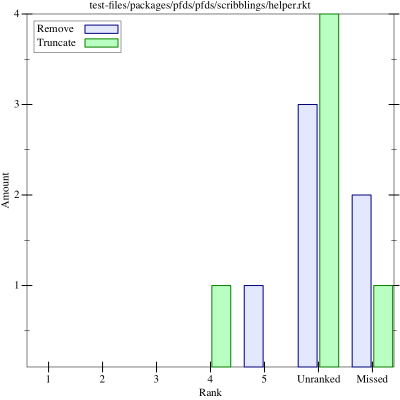 test-files/packages/pfds/pfds/scribblings/helper.rkt
4
Remove
Truncate
3
Amount
2
1
1 2 3 4 5 Unranked Missed
Rank